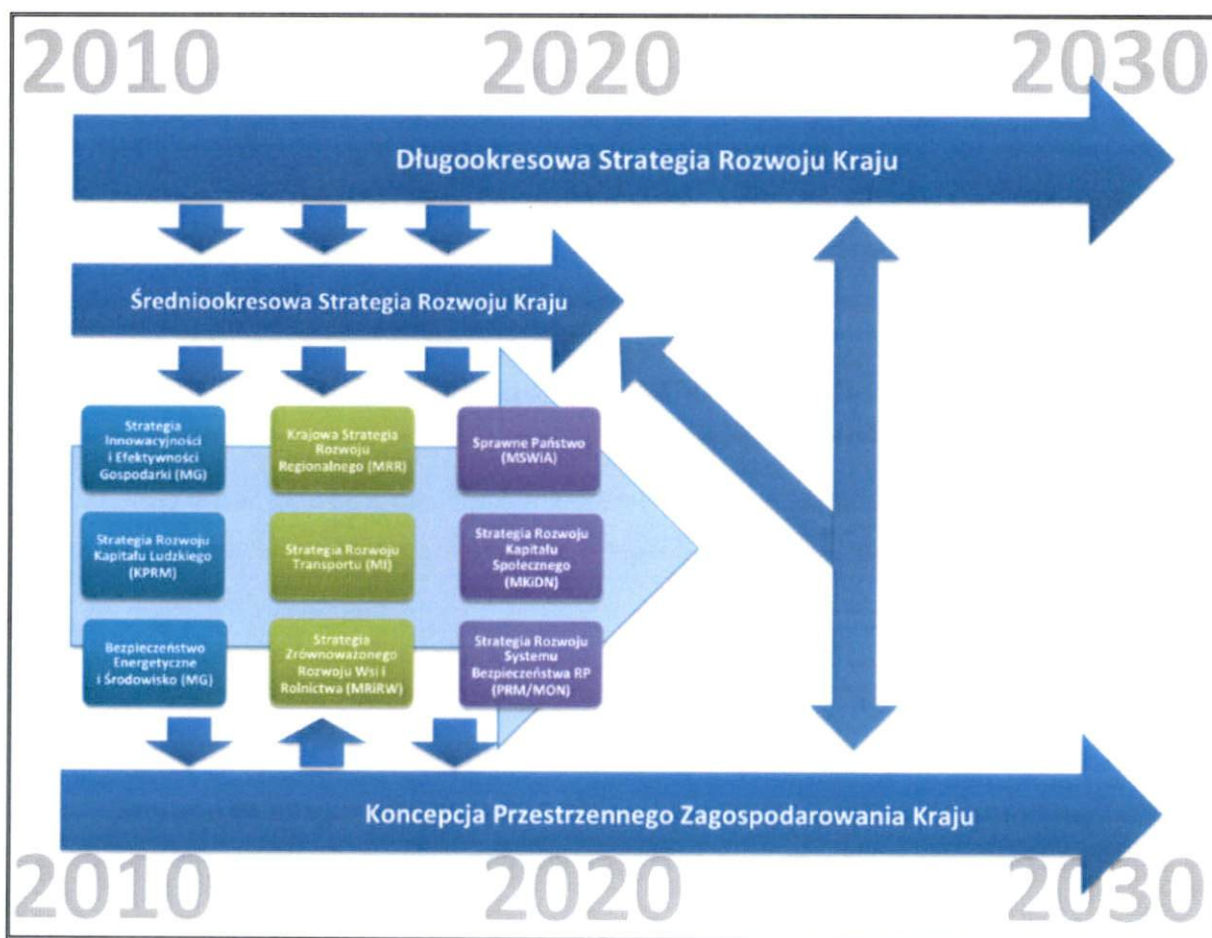 2010 2020 2030
Długookresowa Strategia Rozwoju Kraju
Średniookresowa Strategia Rozwoju Kraju
Strategia
Innowacyjności
i Efektywności
Gospodarki (MG)
Krajowa Strategia
Rozwoju
Regionalnego (MRR)
Sprawne Państwo
(MSWiA)
Strategia Rozwoju
Kapitału Ludzkiego
(KPRM)
Strategia Rozwoju
Transportu (MI)
Strategia Rozwoju
Kapitału
Społecznego
(MKiDN)
Bezpieczeństwo
Energetyczne
i Środowisko (MG)
Strategia
Zrównoważonego
Rozwoju Wsi i
Rolnictwa (MRiRW)
Strategia Rozwoju
Systemu
Bezpieczeństwa RP
(PRM/MON)
Koncepcja Przestrzennego Zagospodarowania Kraju
2010 2020 2030